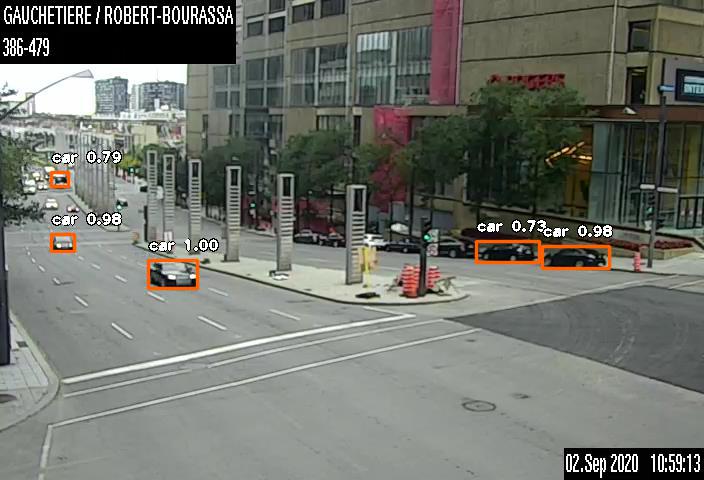 GAUCHETIERE / ROBERT-BOURASSA
386-479
ROGERS
car 0.79
car 0.98
car 1.00
car 0.73
car 0.98
02.Sep 2020 10:59:13